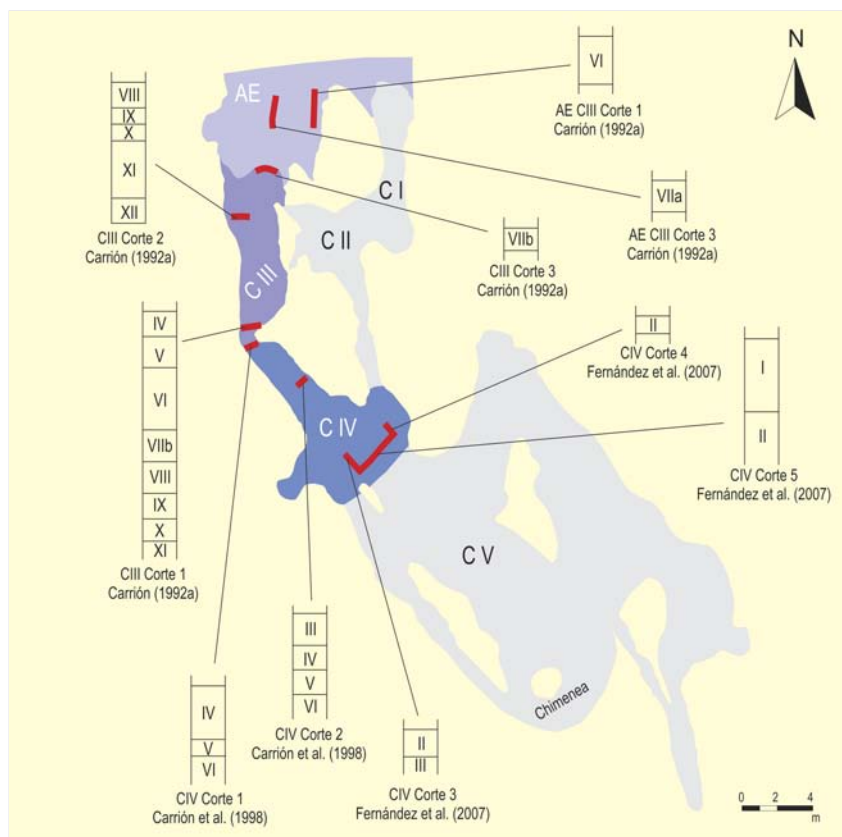 N
VI
AE CIII Corte 1
Carrión (1992a)
VIII
IX
X
XI
XII
CIII Corte 2
Carrión (1992a)
AE
C I
C II
C III
VIIa
AE CIII Corte 3
Carrión (1992a)
VIIb
CIII Corte 3
Carrión (1992a)
IV
V
VI
VIIb
VIII
IX
X
XI
CIII Corte 1
Carrión (1992a)
II
CIV Corte 4
Fernández et al. (2007)
I
II
CIV Corte 5
Fernández et al. (2007)
C IV
C V
Chimenea
III
IV
V
VI
CIV Corte 2
Carrión et al. (1998)
IV
V
VI
CIV Corte 1
Carrión et al. (1998)
II
III
CIV Corte 3
Fernández et al. (2007)
0 2 4
m